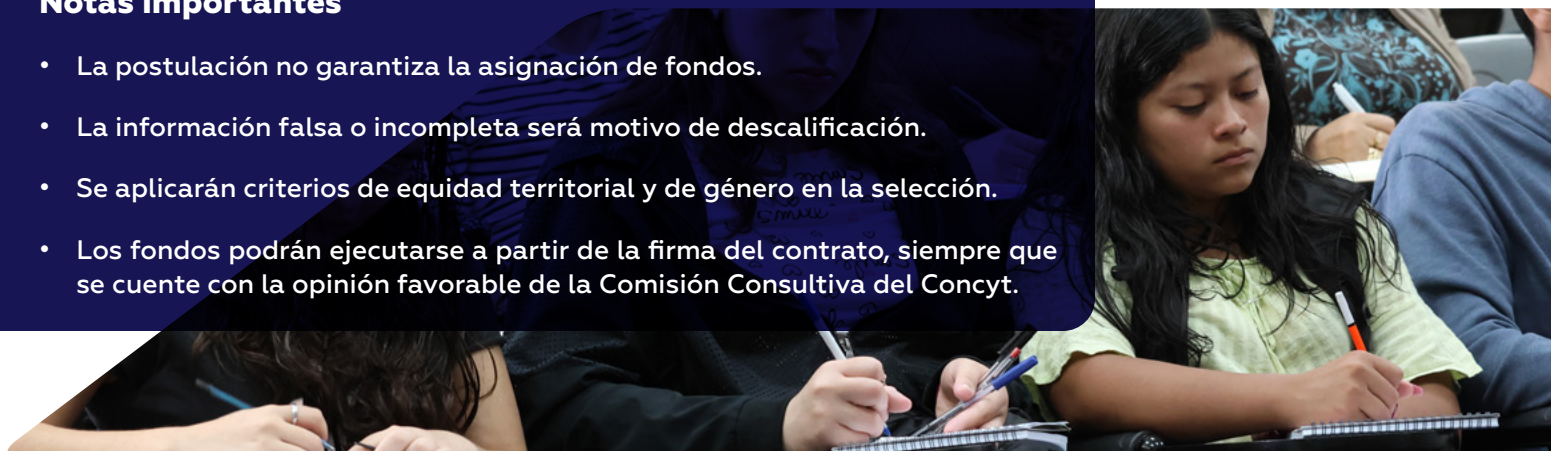 Notas importantes
• La postulación no garantiza la asignación de fondos.
• La información falsa o incompleta será motivo de descalificación.
• Se aplicarán criterios de equidad territorial y de género en la selección.
• Los fondos podrán ejecutarse a partir de la firma del contrato, siempre que
se cuente con la opinión favorable de la Comisión Consultiva del Concyt.